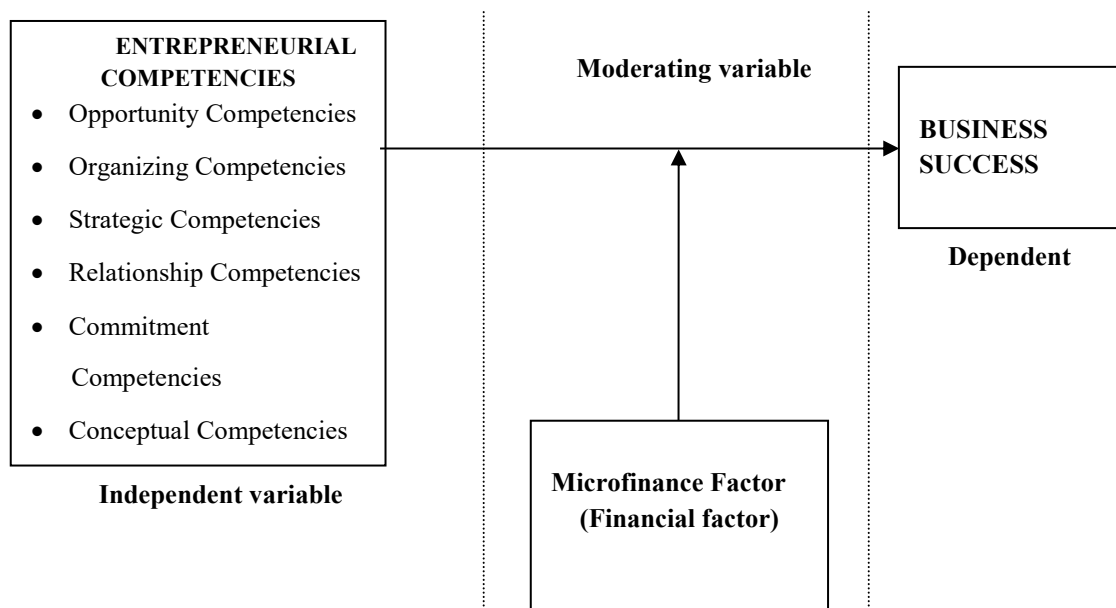 ENTREPRENEURIAL
COMPETENCIES
• Opportunity Competencies
• Organizing Competencies
• Strategic Competencies
• Relationship Competencies
• Commitment
Competencies
• Conceptual Competencies
Independent variable
Moderating variable
Microfinance Factor
(Financial factor)
BUSINESS
SUCCESS
Dependent